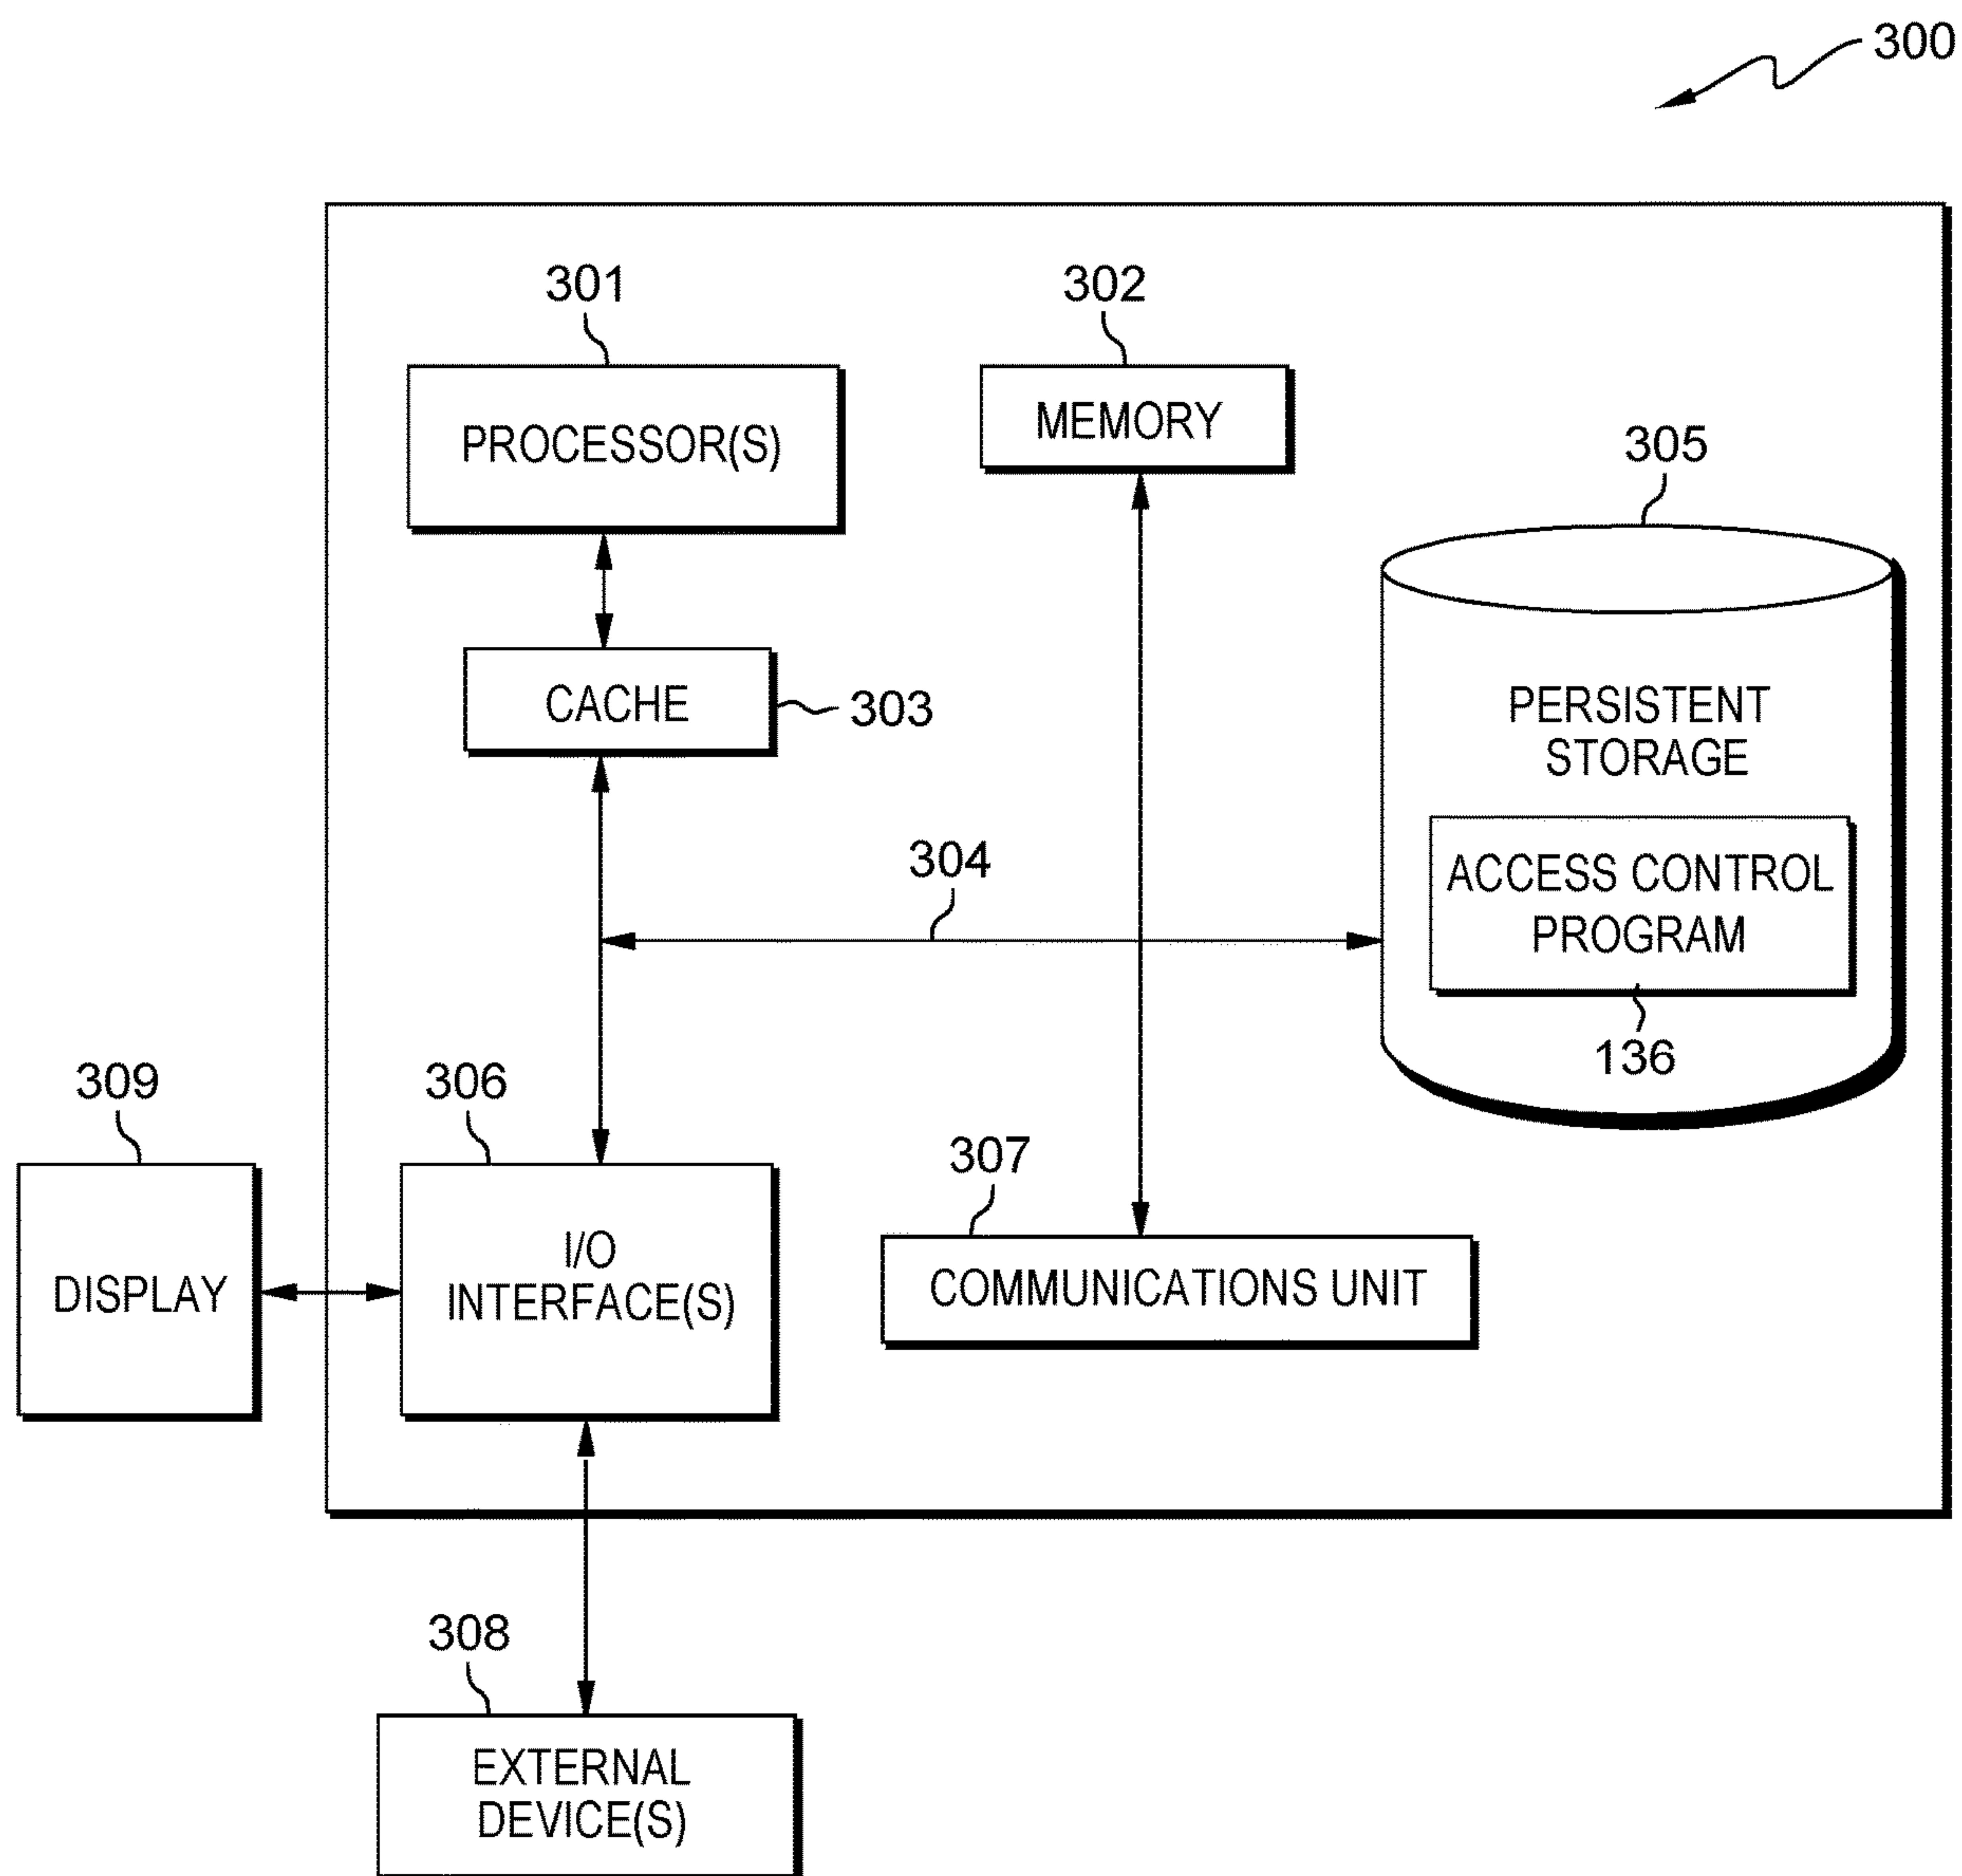 300
301
302
PROCESSOR(S)
MEMORY
305
CACHE
303
PERSISTENT
STORAGE
304
ACCESS CONTROL
PROGRAM
136
309
306
307
DISPLAY
I/O
INTERFACE(S)
COMMUNICATIONS UNIT
308
EXTERNAL
DEVICE(S)